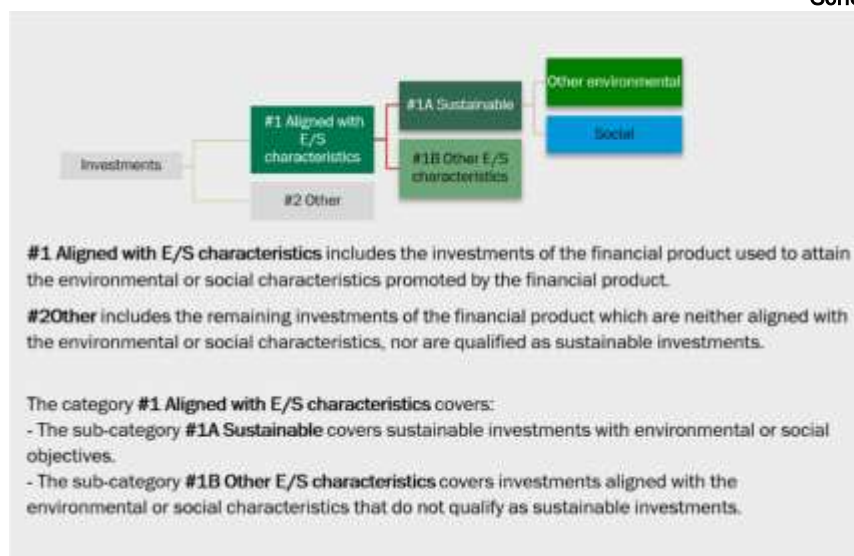 Other environmental
#1A Sustainable
#1 Aligned with
E/S
characteristics
Social
#1B Other E/S
characteristics
Investments
#2 Other
#1 Aligned with E/S characteristics includes the investments of the financial product used to attain
the environmental or social characteristics promoted by the financial product.
#2Other includes the remaining investments of the financial product which are neither aligned with
the environmental or social characteristics, nor are qualified as sustainable investments.
The category #1 Aligned with E/S characteristics covers:
- The sub-category #1A Sustainable covers sustainable investments with environmental or social
objectives.
- The sub-category #1B Other E/S characteristics covers investments aligned with the
environmental or social characteristics that do not qualify as sustainable investments.